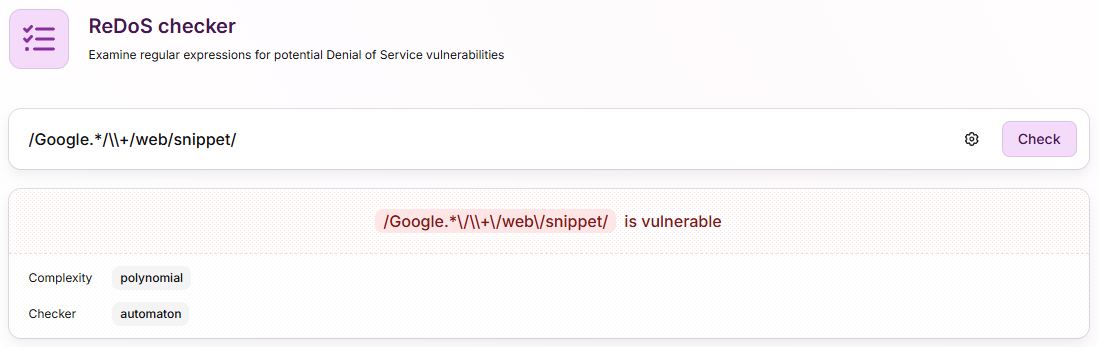 ReDoS checker
Examine regular expressions for potential Denial of Service vulnerabilities
/Google.*/\\+/web/snippet/
Check
/Google.*\/\\+\/web\/snippet/ is vulnerable
Complexity polynomial
Checker automaton